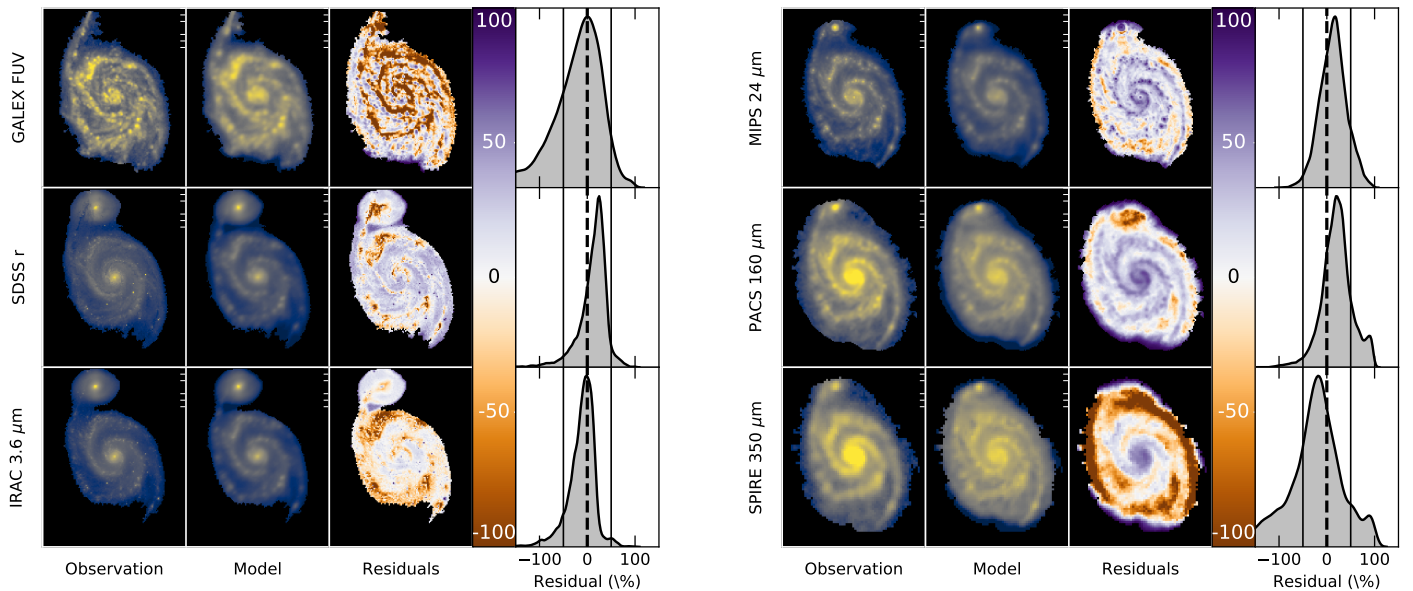 GALEX FUV
SDSS r
IRAC 3.6 μm
100
50
0
-50
-100
Observation
Model
Residuals
−100 0 100
Residual (\%)
MIPS 24 μm
PACS 160 μm
SPIRE 350 μm
100
50
0
-50
-100
Observation
Model
Residuals
−100 0 100
Residual (\%)